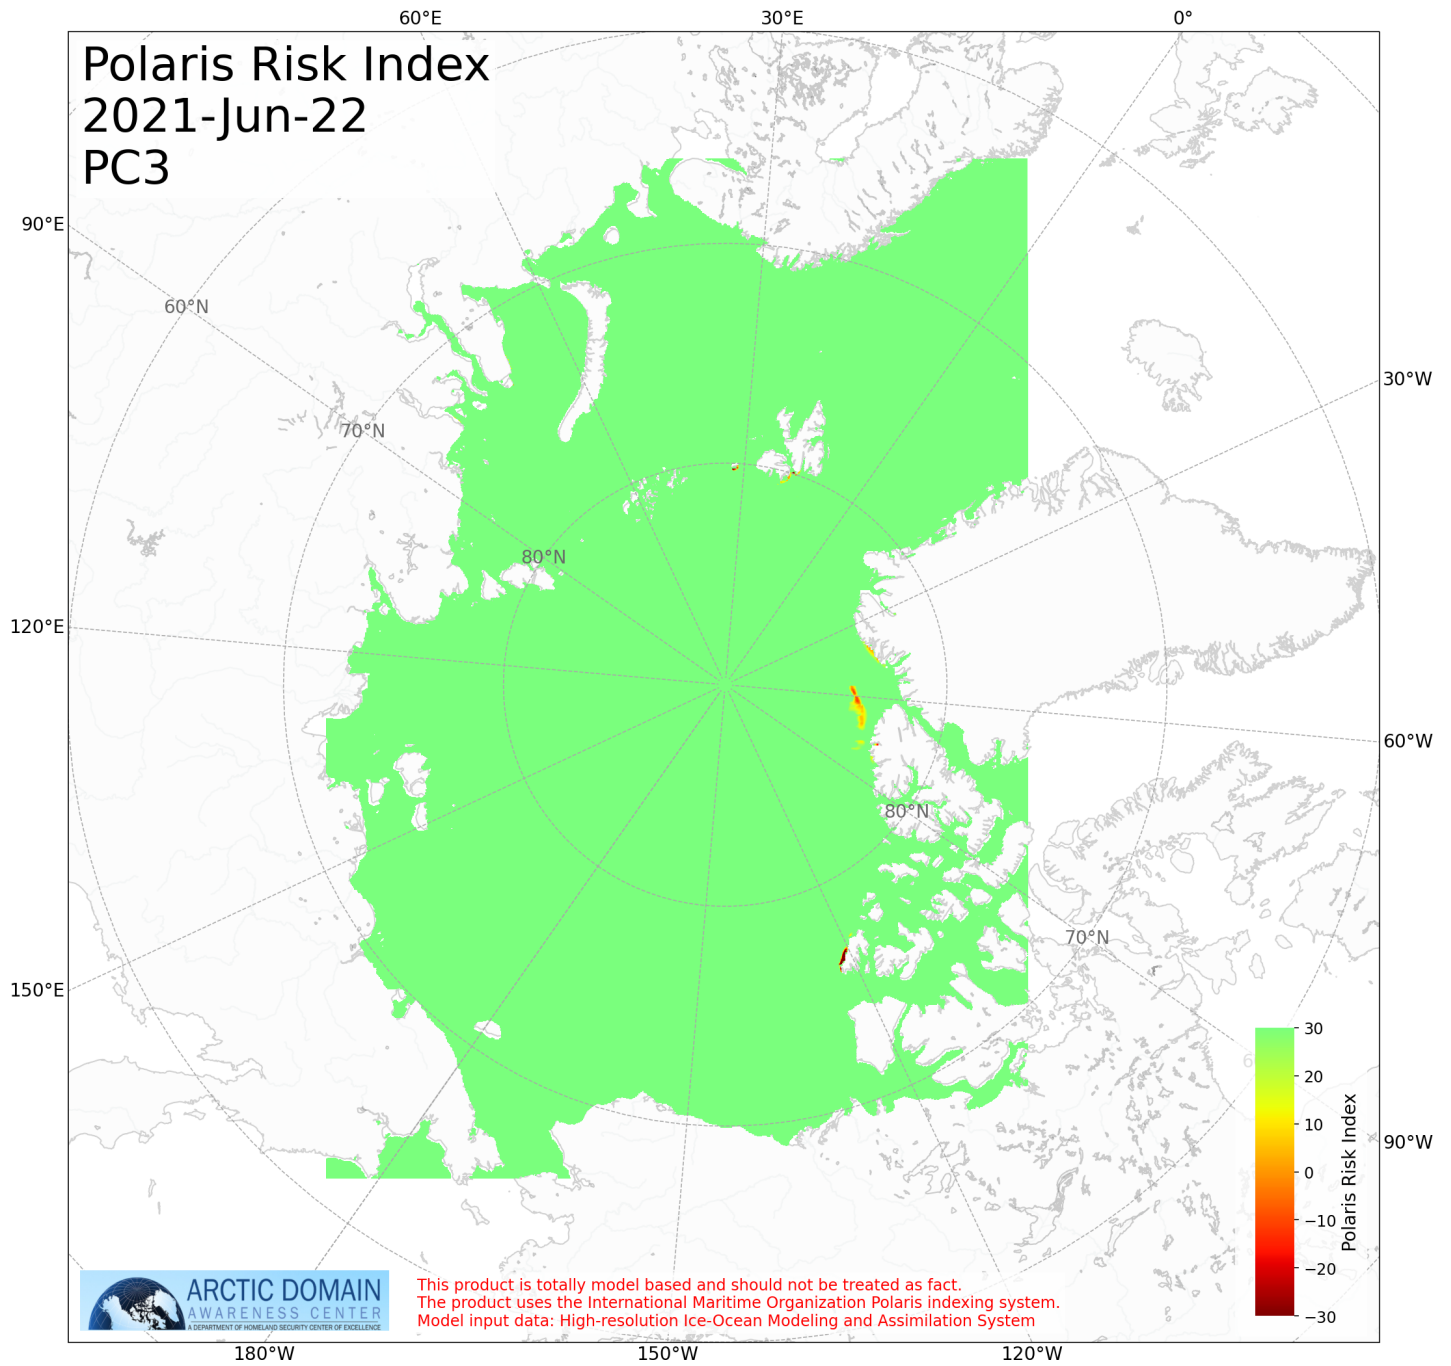 60°E 30°E 0°
Polaris Risk Index
2021-Jun-22
PC3
90°E
60°N
30°W
70°N
80°N
120°E
60°W
80°N
70°N
150°E
30
20
10
0
−10
−20
−30
Polaris Risk Index
90°W
ARCTIC DOMAIN
AWARENESS CENTER
A DEPARTMENT OF HOMELAND SECURITY CENTER OF EXCELLENCE
This product is totally model based and should not be treated as fact.
The product uses the International Maritime Organization Polaris indexing system.
Model input data: High-resolution Ice-Ocean Modeling and Assimilation System
180°W 150°W 120°W